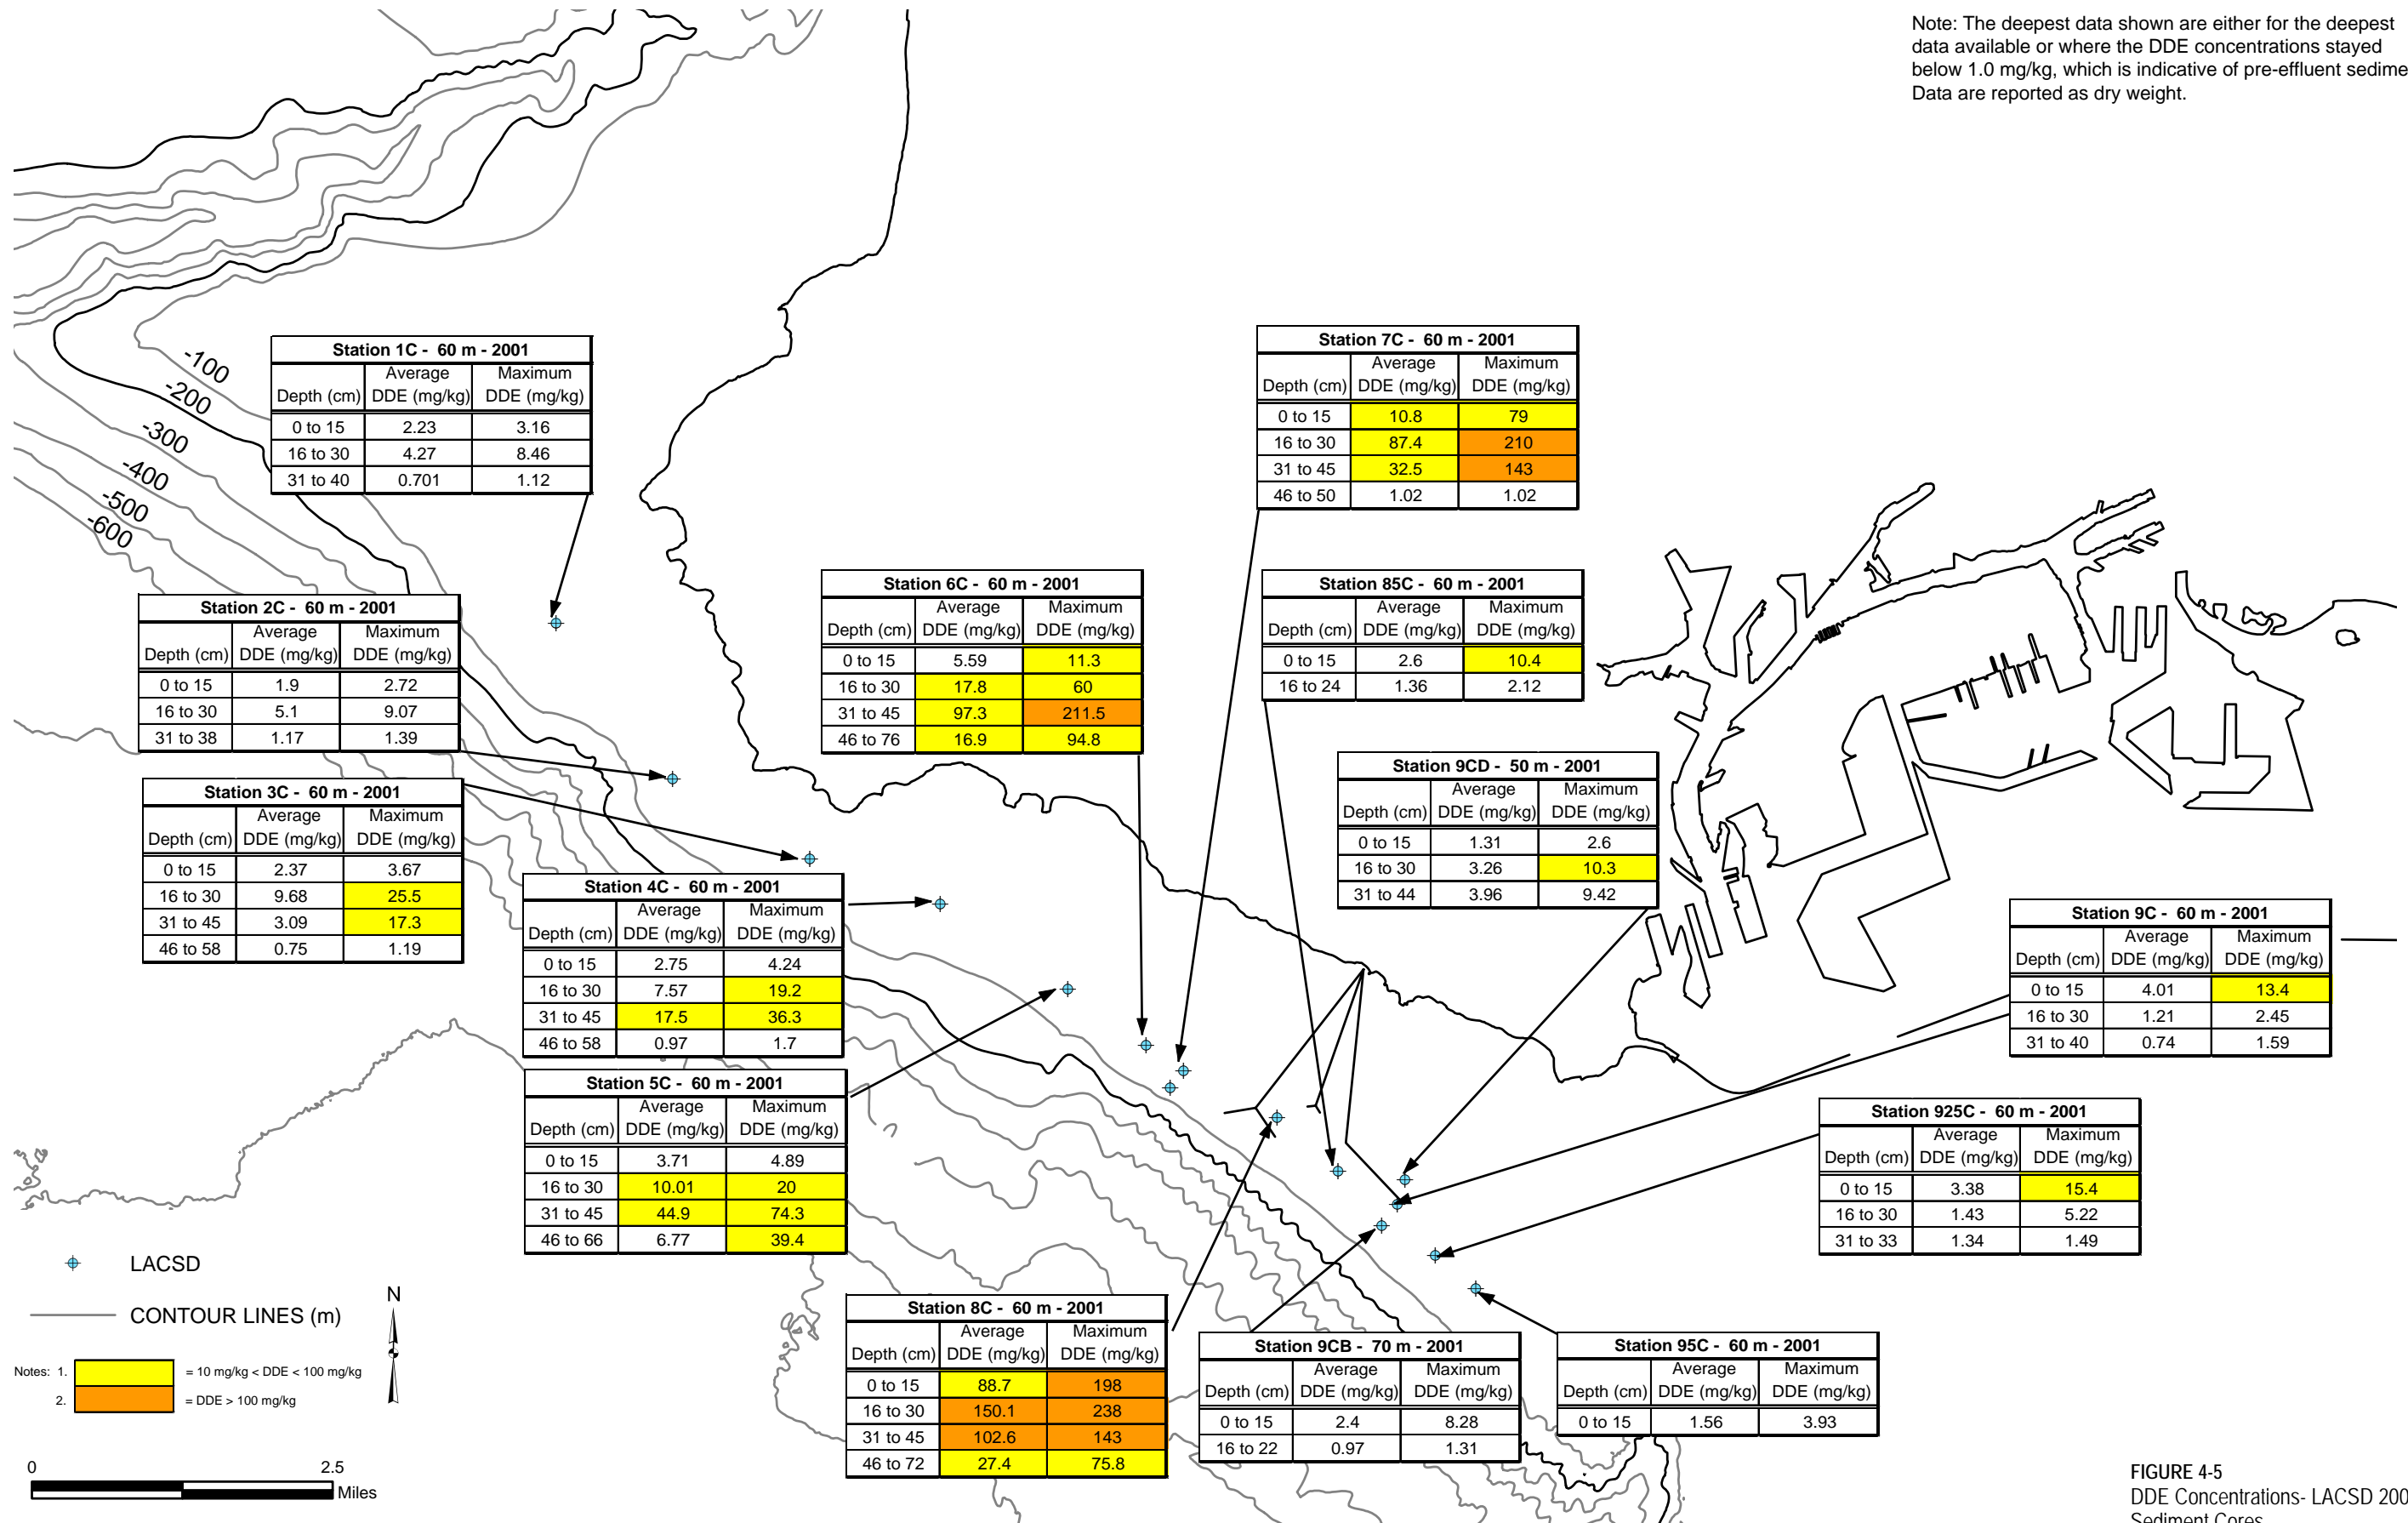 Note: The deepest data shown are either for the deepest
data available or where the DDE concentrations stayed
below 1.0 mg/kg, which is indicative of pre-effluent sedime
Data are reported as dry weight.
-100
-200
-300
-400
-500
-600
Station 1C - 60 m - 2001
Depth (cm) Average DDE (mg/kg) Maximum DDE (mg/kg)
0 to 15 2.23 3.16
16 to 30 4.27 8.46
31 to 40 0.701 1.12
Station 7C - 60 m - 2001
Depth (cm) Average DDE (mg/kg) Maximum DDE (mg/kg)
0 to 15 10.8 79
16 to 30 87.4 210
31 to 45 32.5 143
46 to 50 1.02 1.02
Station 2C - 60 m - 2001
Depth (cm) Average DDE (mg/kg) Maximum DDE (mg/kg)
0 to 15 1.9 2.72
16 to 30 5.1 9.07
31 to 38 1.17 1.39
Station 6C - 60 m - 2001
Depth (cm) Average DDE (mg/kg) Maximum DDE (mg/kg)
0 to 15 5.59 11.3
16 to 30 17.8 60
31 to 45 97.3 211.5
46 to 76 16.9 94.8
Station 85C - 60 m - 2001
Depth (cm) Average DDE (mg/kg) Maximum DDE (mg/kg)
0 to 15 2.6 10.4
16 to 24 1.36 2.12
Station 3C - 60 m - 2001
Depth (cm) Average DDE (mg/kg) Maximum DDE (mg/kg)
0 to 15 2.37 3.67
16 to 30 9.68 25.5
31 to 45 3.09 17.3
46 to 58 0.75 1.19
Station 9CD - 50 m - 2001
Depth (cm) Average DDE (mg/kg) Maximum DDE (mg/kg)
0 to 15 1.31 2.6
16 to 30 3.26 10.3
31 to 44 3.96 9.42
Station 4C - 60 m - 2001
Depth (cm) Average DDE (mg/kg) Maximum DDE (mg/kg)
0 to 15 2.75 4.24
16 to 30 7.57 19.2
31 to 45 17.5 36.3
46 to 58 0.97 1.7
Station 9C - 60 m - 2001
Depth (cm) Average DDE (mg/kg) Maximum DDE (mg/kg)
0 to 15 4.01 13.4
16 to 30 1.21 2.45
31 to 40 0.74 1.59
Station 5C - 60 m - 2001
Depth (cm) Average DDE (mg/kg) Maximum DDE (mg/kg)
0 to 15 3.71 4.89
16 to 30 10.01 20
31 to 45 44.9 74.3
46 to 66 6.77 39.4
Station 925C - 60 m - 2001
Depth (cm) Average DDE (mg/kg) Maximum DDE (mg/kg)
0 to 15 3.38 15.4
16 to 30 1.43 5.22
31 to 33 1.34 1.49
Station 8C - 60 m - 2001
Depth (cm) Average DDE (mg/kg) Maximum DDE (mg/kg)
0 to 15 88.7 198
16 to 30 150.1 238
31 to 45 102.6 143
46 to 72 27.4 75.8
Station 9CB - 70 m - 2001
Depth (cm) Average DDE (mg/kg) Maximum DDE (mg/kg)
0 to 15 2.4 8.28
16 to 22 0.97 1.31
Station 95C - 60 m - 2001
Depth (cm) Average DDE (mg/kg) Maximum DDE (mg/kg)
0 to 15 1.56 3.93
LACSD
CONTOUR LINES (m)
N
Notes: 1. = 10 mg/kg < DDE < 100 mg/kg
2. = DDE > 100 mg/kg
0 2.5
Miles
FIGURE 4-5
DDE Concentrations- LACSD 200
Sediment Cores